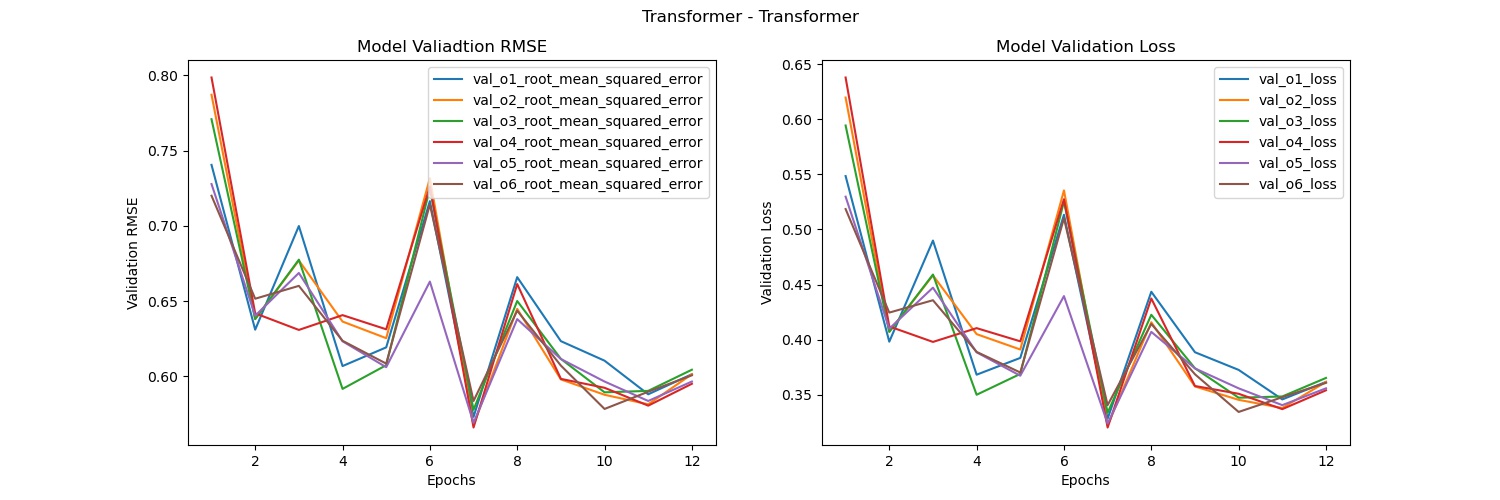 Transformer - Transformer
Model Valiadtion RMSE
Validation RMSE
0.80
0.75
0.70
0.65
0.60
val_o1_root_mean_squared_error
val_o2_root_mean_squared_error
val_o3_root_mean_squared_error
val_o4_root_mean_squared_error
val_o5_root_mean_squared_error
val_o6_root_mean_squared_error
2 4 6 8 10 12
Epochs
Model Validation Loss
Validation Loss
0.65
0.60
0.55
0.50
0.45
0.40
0.35
val_o1_loss
val_o2_loss
val_o3_loss
val_o4_loss
val_o5_loss
val_o6_loss
2 4 6 8 10 12
Epochs